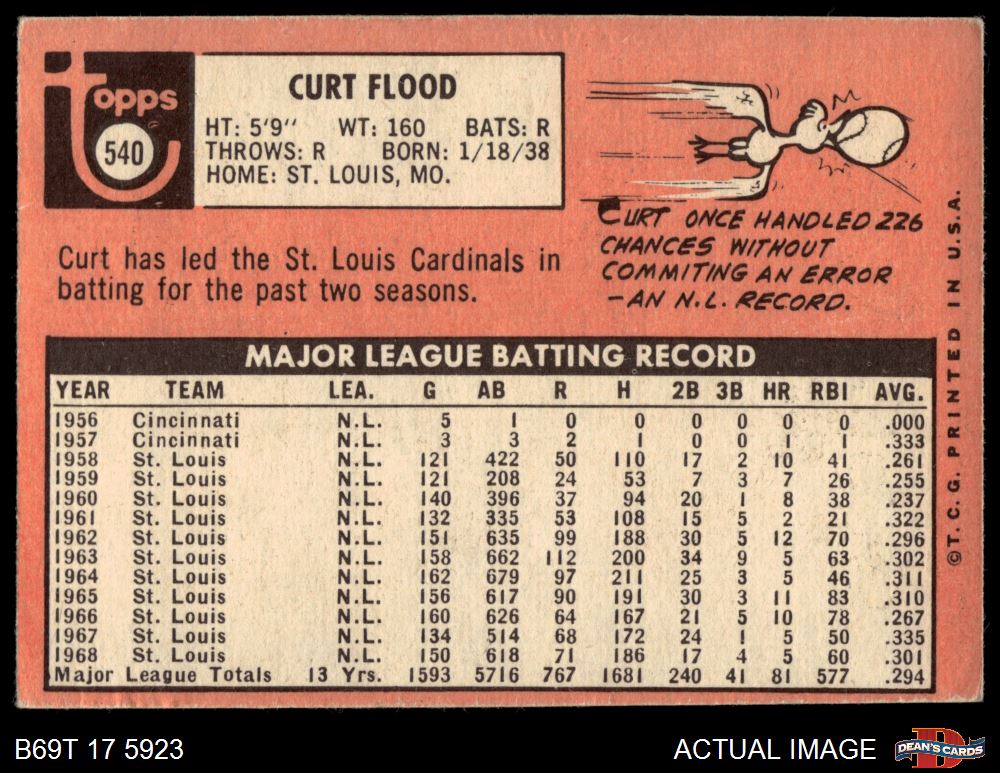 topps
540
CURT FLOOD
HT: 5'9" WT: 160 BATS: R
THROWS: R BORN: 1/18/38
HOME: ST. LOUIS, MO.
Curt has led the St. Louis Cardinals in
batting for the past two seasons.
CURT ONCE HANDLED 226
CHANCES WITHOUT
COMMITING AN ERROR
-AN N.L. RECORD.
MAJOR LEAGUE BATTING RECORD
YEAR TEAM LEA. G AB R H 2B 3B HR RBI AVG.
1956 Cincinnati N.L. 5 1 0 0 0 0 0 0 .000
1957 Cincinnati N.L. 3 3 2 1 0 0 1 1 .333
1958 St. Louis N.L. 121 422 50 110 17 2 10 41 .261
1959 St. Louis N.L. 121 208 24 53 7 3 7 26 .255
1960 St. Louis N.L. 140 396 37 94 20 1 8 38 .237
1961 St. Louis N.L. 132 335 53 108 15 5 2 21 .322
1962 St. Louis N.L. 151 635 99 188 30 5 12 70 .296
1963 St. Louis N.L. 158 662 112 200 34 9 5 63 .302
1964 St. Louis N.L. 162 679 97 211 25 3 5 46 .311
1965 St. Louis N.L. 156 617 90 191 30 3 11 83 .310
1966 St. Louis N.L. 160 626 64 167 21 5 10 78 .267
1967 St. Louis N.L. 134 514 68 172 24 1 5 50 .335
1968 St. Louis N.L. 150 618 71 186 17 4 5 60 .301
Major League Totals 13 Yrs. 1593 5716 767 1681 240 41 81 577 .294
©T. C. G. PRINTED IN U.S.A.
B69T 17 5923
ACTUAL IMAGE
DEAN'S CARDS